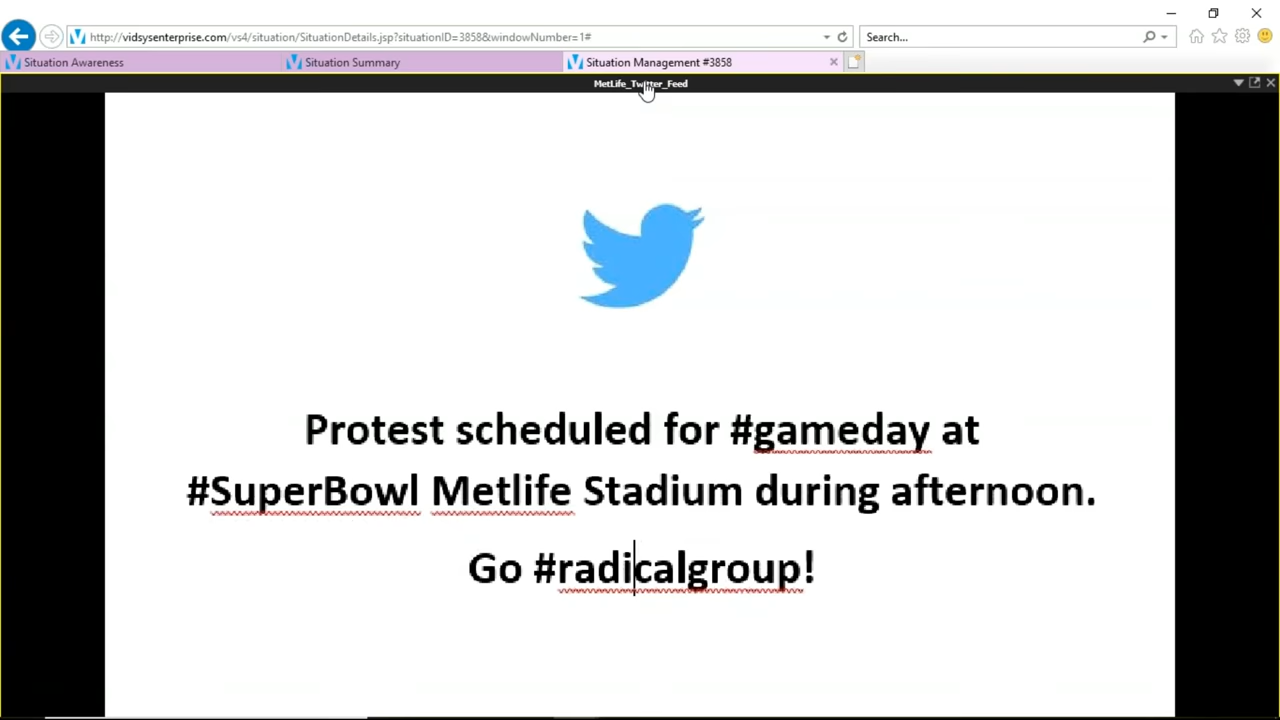 http://vidsysenterprise.com/vs4/situation/SituationDetails.jsp?situationID=3858&windowNumber=1#
Search...
Situation Awareness
Situation Summary
Situation Management #3858
MetLife_Twitter_Feed
Protest scheduled for #gameday at
#SuperBowl Metlife Stadium during afternoon.
Go #radicalgroup!